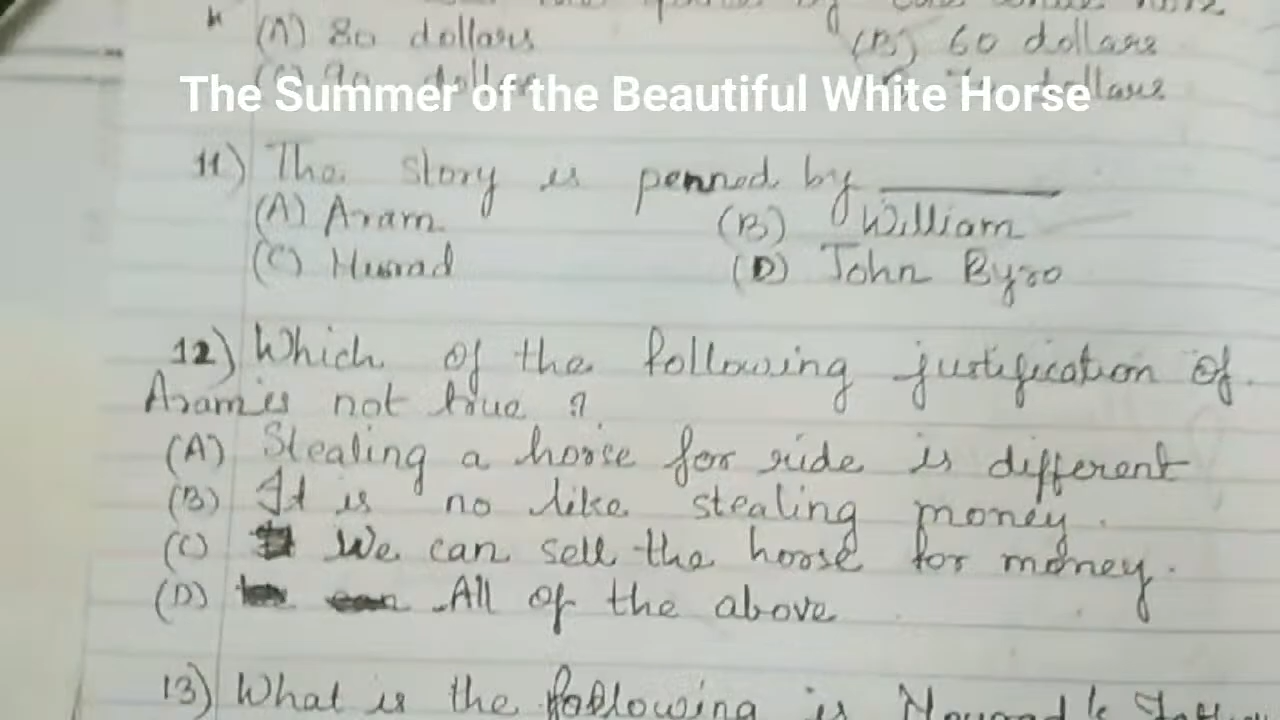 (A) 80 dollars (B) 60 dollars
dollars
The Summer of the Beautiful White Horse
11) The story is penned by ______
(A) Aram (B) William
(C) Murad (D) John Byro
12) Which of the following justification of
Aram is not true ?
(A) Stealing a horse for ride is different
(B) It is no like stealing money.
(C) We can sell the horse for money.
(D) All of the above
13) What is the following is